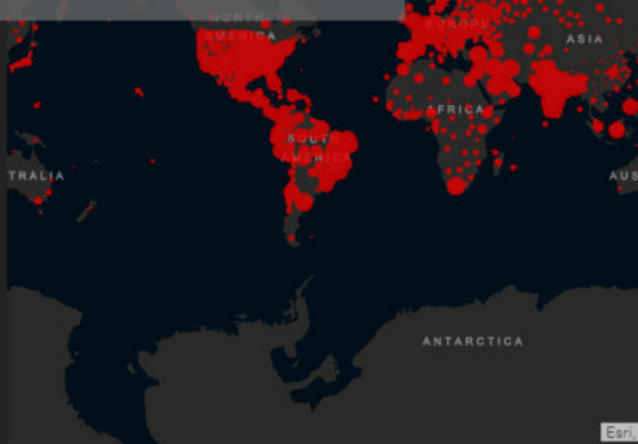 NORTH
AMERICA
EUROPE
ASIA
AFRICA
SOUTH
AMERICA
TRALIA
AUS
ANTARCTICA
Esri,